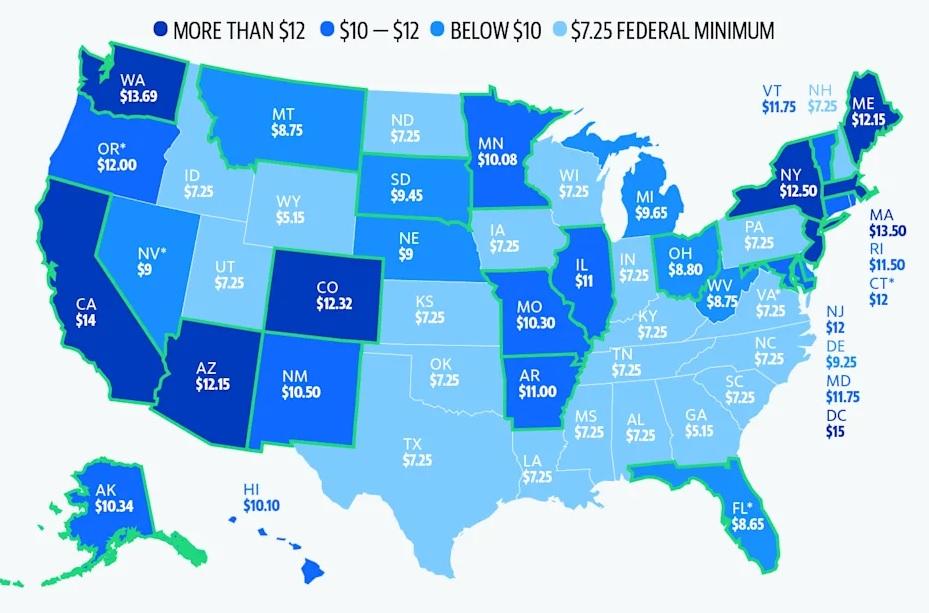 MORE THAN $12 $10 — $12 BELOW $10 $7.25 FEDERAL MINIMUM
WA
$13.69
OR*
$12.00
CA
$14
NV*
$9
ID
$7.25
MT
$8.75
WY
$5.15
UT
$7.25
AZ
$12.15
CO
$12.32
NM
$10.50
ND
$7.25
SD
$9.45
NE
$9
KS
$7.25
OK
$7.25
TX
$7.25
MN
$10.08
IA
$7.25
MO
$10.30
AR
$11.00
LA
$7.25
WI
$7.25
IL
$11
MI
$9.65
IN
$7.25
OH
$8.80
KY
$7.25
TN
$7.25
MS
$7.25
AL
$7.25
GA
$5.15
FL*
$8.65
SC
$7.25
NC
$7.25
VA*
$7.25
WV
$8.75
PA
$7.25
NY
$12.50
VT
$11.75
NH
$7.25
ME
$12.15
MA
$13.50
RI
$11.50
CT*
$12
NJ
$12
DE
$9.25
MD
$11.75
DC
$15
AK
$10.34
HI
$10.10